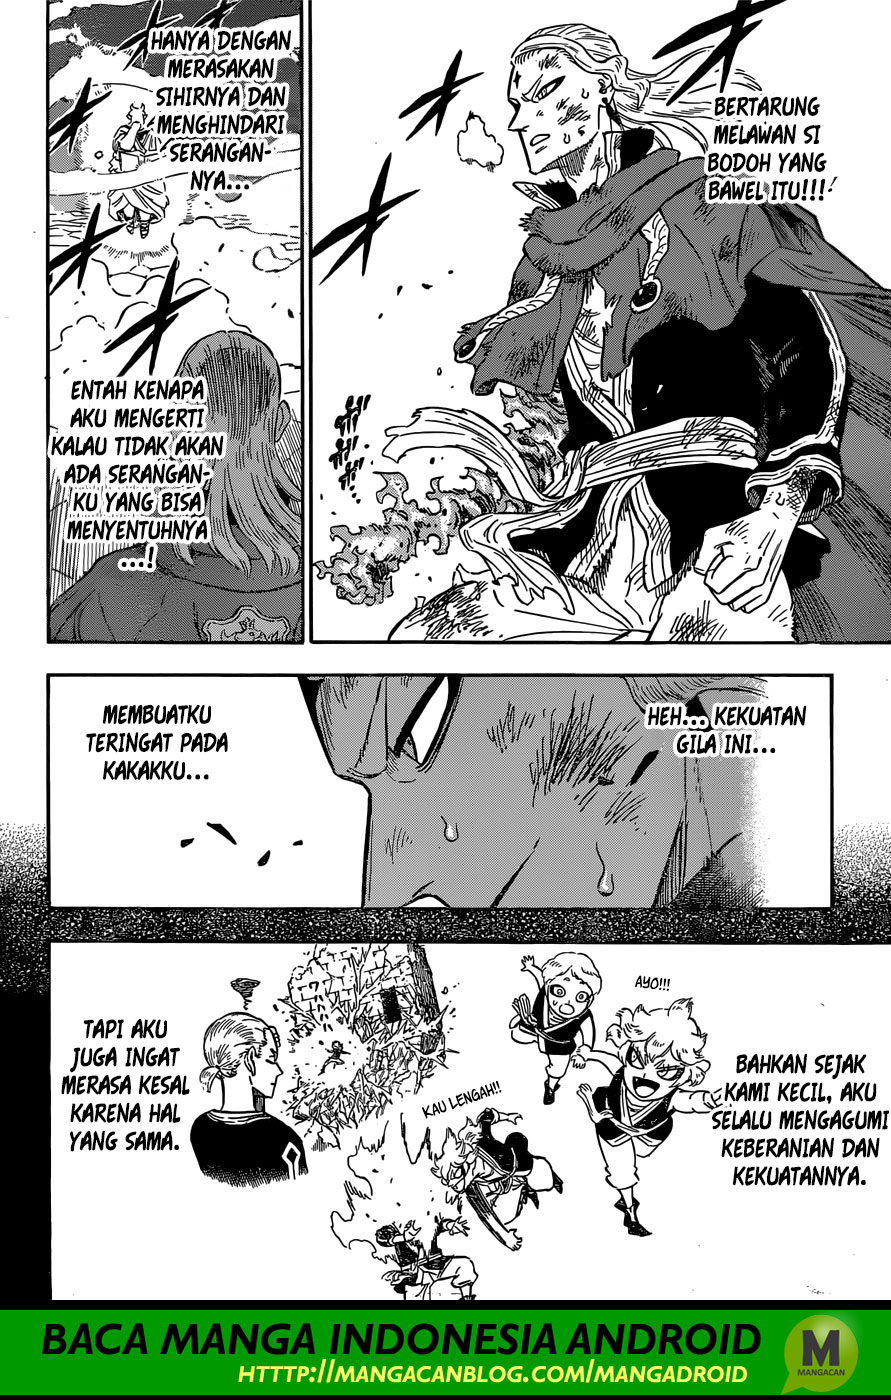 BERTARUNG
MELAWAN SI
BODOH YANG
BAWEL ITU!!!
HANYA DENGAN
MERASAKAN
SIHIRNYA DAN
MENGHINDARI
SERANGAN-
NYA...
ENTAH KENAPA
AKU MENGERTI
KALAU TIDAK AKAN
ADA SERANGAN-
KU YANG BISA
MENYENTUHNYA
...!
HEH... KEKUATAN
GILA INI...
MEMBUATKU
TERINGAT PADA
KAKAKKU...
AYO!!!
BAHKAN SEJAK
KAMI KECIL, AKU
SELALU MENGAGUMI
KEBERANIAN DAN
KEKUATANNYA.
KAU LENGAH!!
TAPI AKU
JUGA INGAT
MERASA KESAL
KARENA HAL
YANG SAMA.
BACA MANGA INDONESIA ANDROID
HTTTP://MANGACANBLOG.COM/MANGADROID
M
MANGACAN